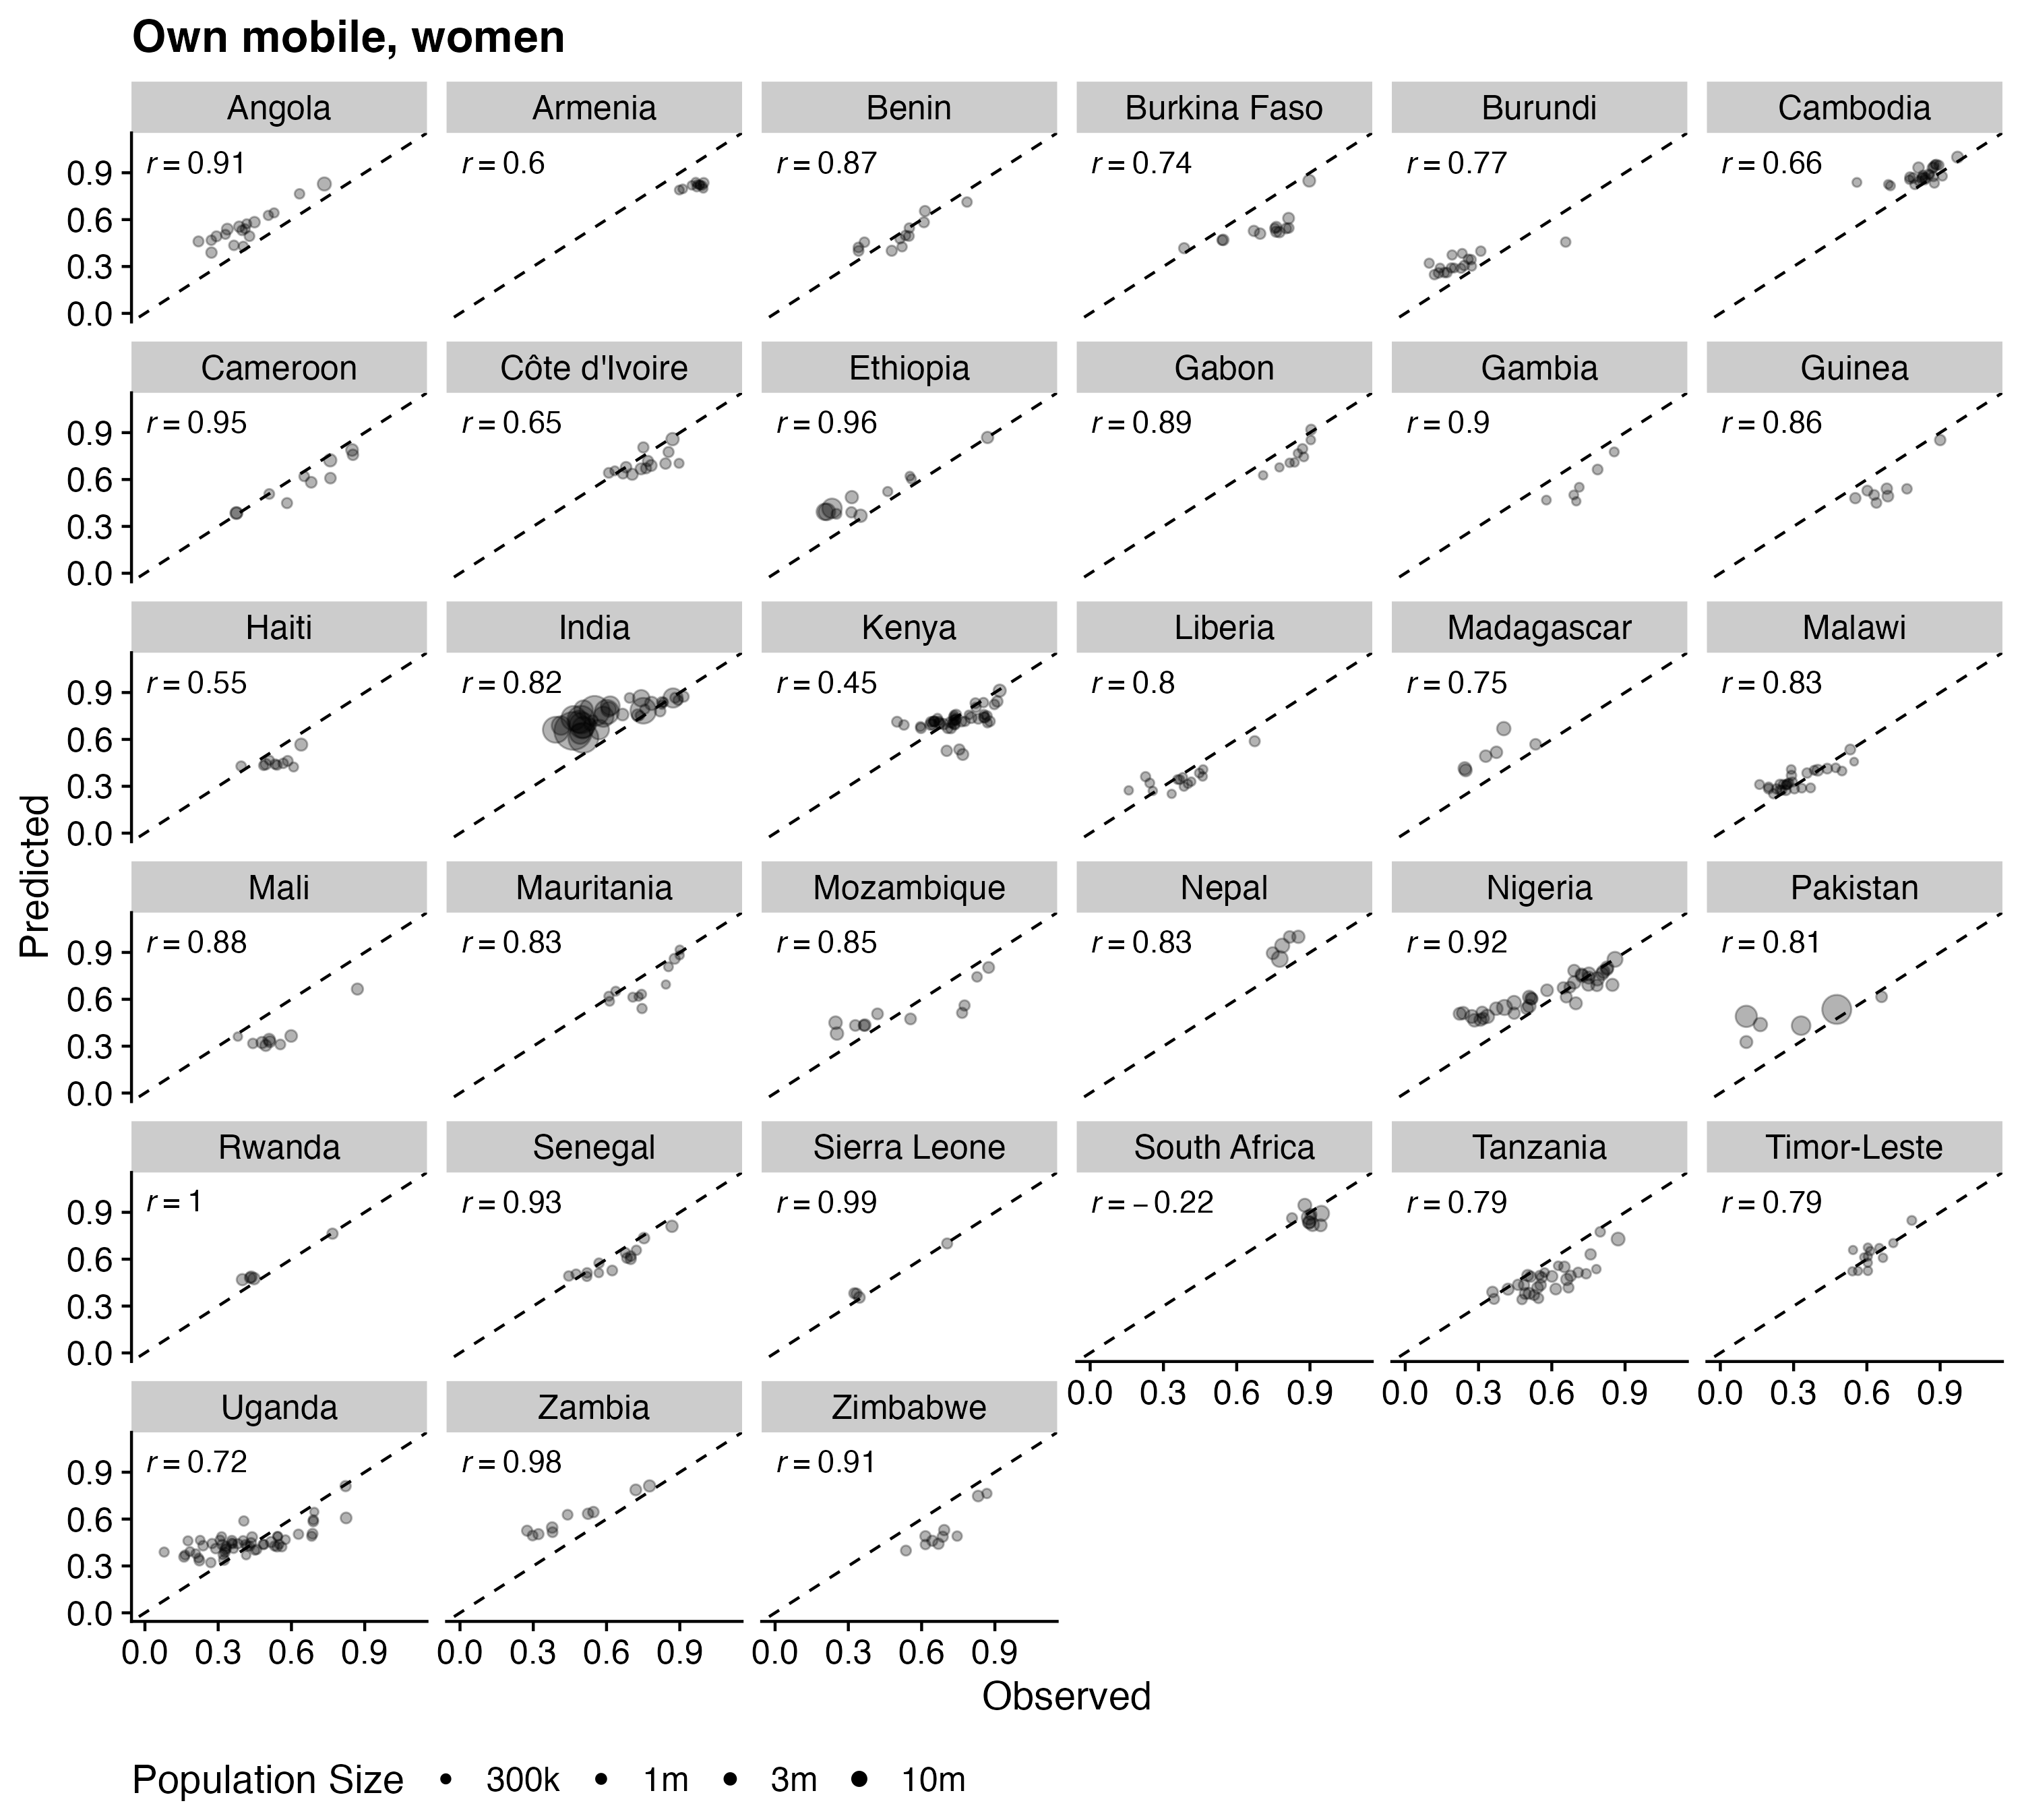 Own mobile, women
Angola Armenia Benin Burkina Faso Burundi Cambodia
r = 0.91 r = 0.6 r = 0.87 r = 0.74 r = 0.77 r = 0.66
0.9
0.6
0.3
0.0
Cameroon Côte d'Ivoire Ethiopia Gabon Gambia Guinea
r = 0.95 r = 0.65 r = 0.96 r = 0.89 r = 0.9 r = 0.86
0.9
0.6
0.3
0.0
Haiti India Kenya Liberia Madagascar Malawi
r = 0.55 r = 0.82 r = 0.45 r = 0.8 r = 0.75 r = 0.83
0.9
0.6
0.3
0.0
Predicted
Mali Mauritania Mozambique Nepal Nigeria Pakistan
r = 0.88 r = 0.83 r = 0.85 r = 0.83 r = 0.92 r = 0.81
0.9
0.6
0.3
0.0
Rwanda Senegal Sierra Leone South Africa Tanzania Timor-Leste
r = 1 r = 0.93 r = 0.99 r = −0.22 r = 0.79 r = 0.79
0.9
0.6
0.3
0.0
0.0 0.3 0.6 0.9 0.0 0.3 0.6 0.9 0.0 0.3 0.6 0.9
Uganda Zambia Zimbabwe
r = 0.72 r = 0.98 r = 0.91
0.9
0.6
0.3
0.0
0.0 0.3 0.6 0.9 0.0 0.3 0.6 0.9 0.0 0.3 0.6 0.9
Observed
Population Size 300k 1m 3m 10m